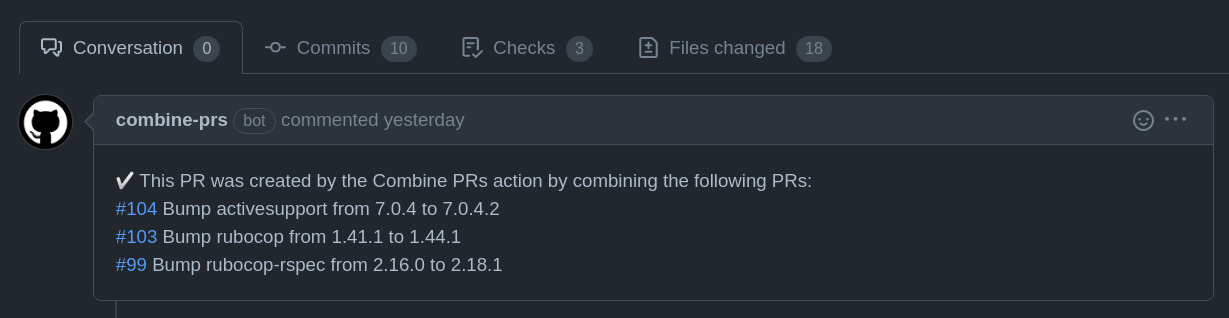 Conversation 0 Commits 10 Checks 3 Files changed 18
combine-prs bot commented yesterday
✔ This PR was created by the Combine PRs action by combining the following PRs:
#104 Bump activesupport from 7.0.4 to 7.0.4.2
#103 Bump rubocop from 1.41.1 to 1.44.1
#99 Bump rubocop-rspec from 2.16.0 to 2.18.1